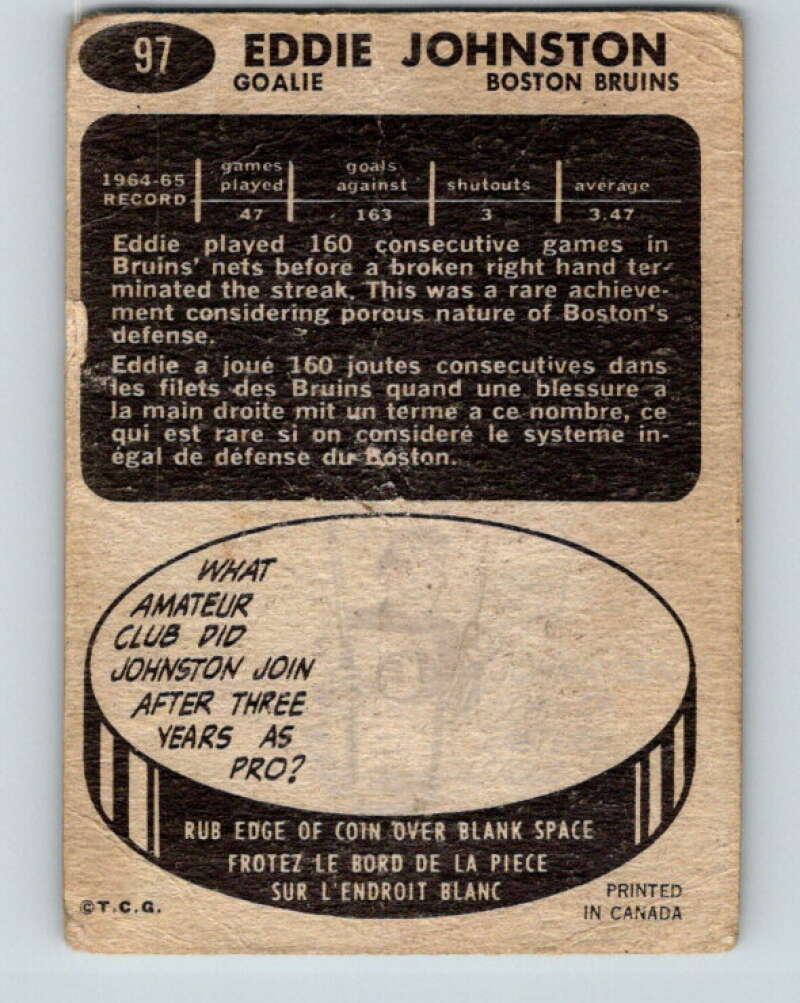 97 EDDIE JOHNSTON
GOALIE BOSTON BRUINS
1964-65 RECORD games played goals against shutouts average
47 163 3 3.47
Eddie played 160 consecutive games in
Bruins' nets before a broken right hand ter-
minated the streak. This was a rare achieve-
ment considering porous nature of Boston's
defense.
Eddie a joué 160 joutes consecutives dans
les filets des Bruins quand une blessure a
la main droite mit un terme a ce nombre, ce
qui est rare si on consideré le systeme in-
égal de défense du Boston.
WHAT
AMATEUR
CLUB DID
JOHNSTON JOIN
AFTER THREE
YEARS AS
PRO?
RUB EDGE OF COIN OVER BLANK SPACE
FROTEZ LE BORD DE LA PIECE
SUR L'ENDROIT BLANC
©T.C.G.
PRINTED
IN CANADA